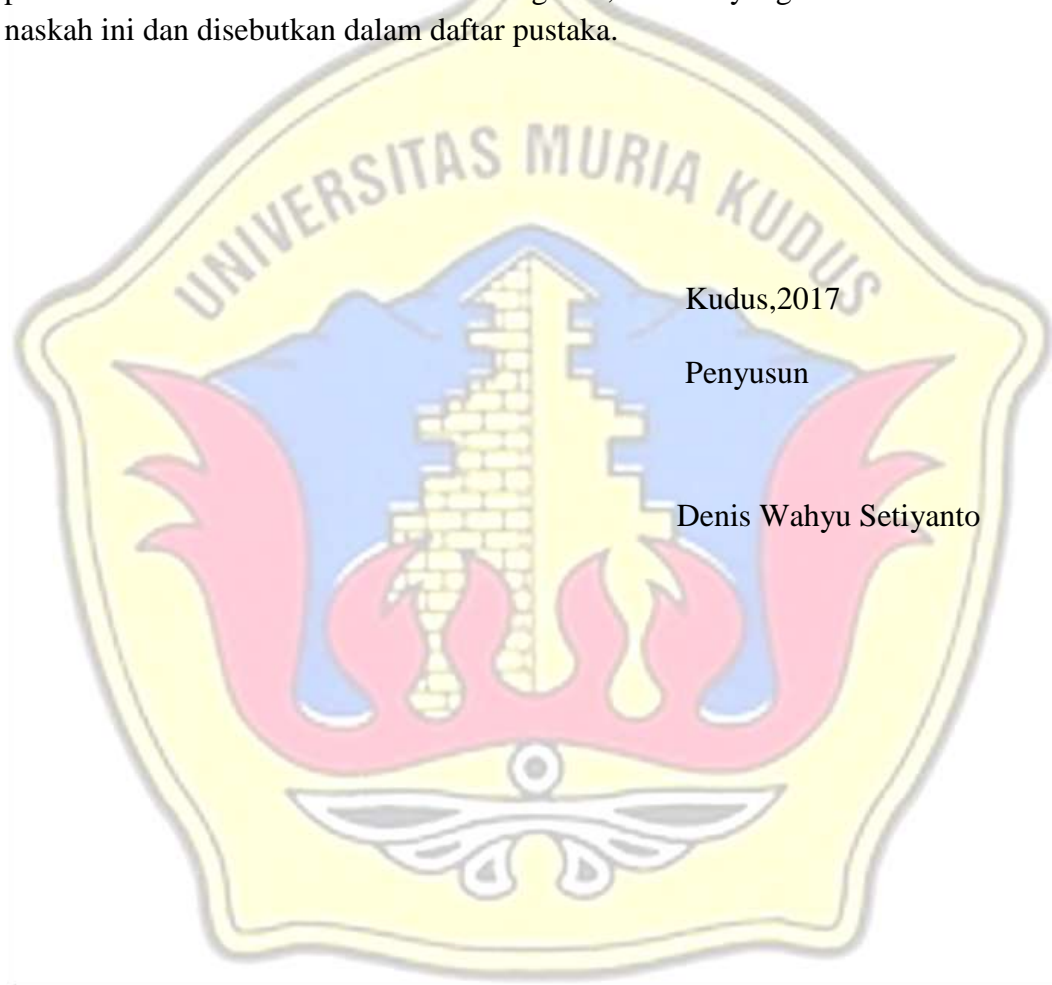 naskah ini dan disebutkan dalam daftar pustaka.
UNIVERSITAS MURIA KUDUS
Kudus,2017
Penyusun
Denis Wahyu Setiyanto